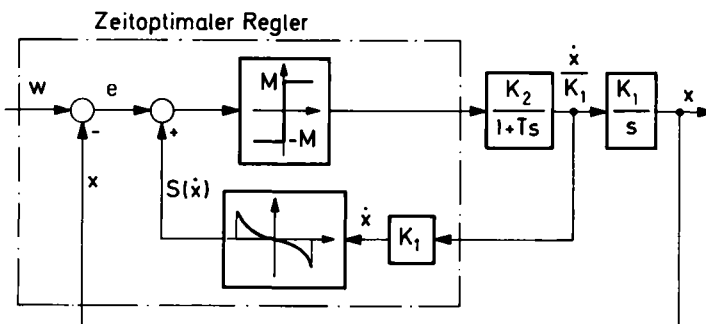 Zeitoptimaler Regler
w
e
-
+
x
M
-M
K₂
1+Ts
ẋ
K₁
K₁
s
x
S(ẋ)
ẋ
K₁